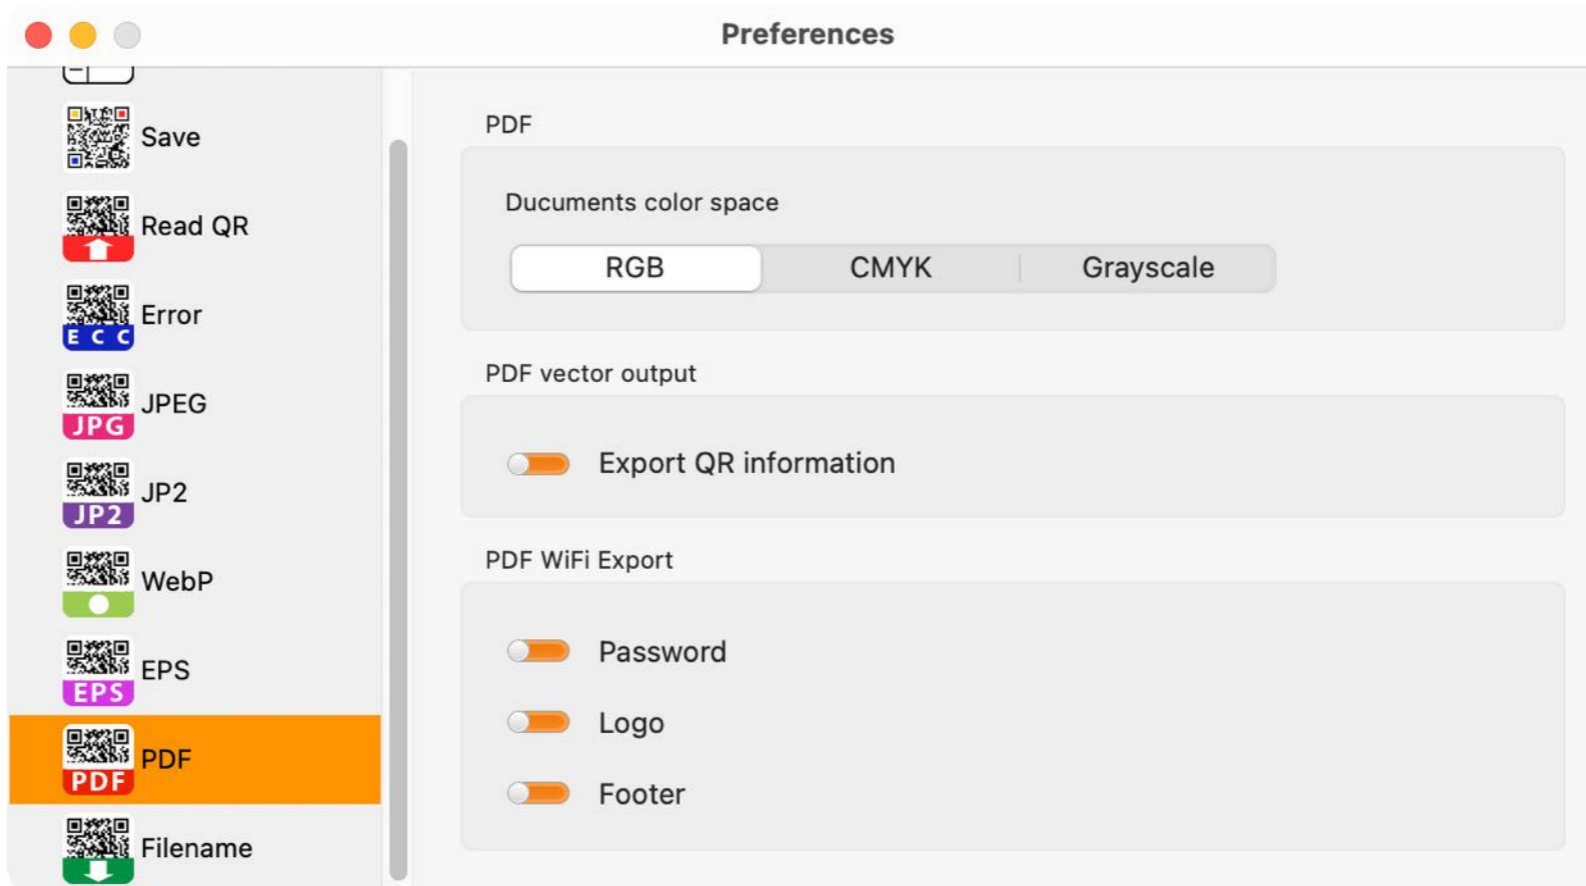 Preferences
Save
Read QR
Error
E C C
JPEG
JPG
JP2
JP2
WebP
EPS
EPS
PDF
PDF
Filename
PDF
Ducuments color space
RGB
CMYK
Grayscale
PDF vector output
Export QR information
PDF WiFi Export
Password
Logo
Footer